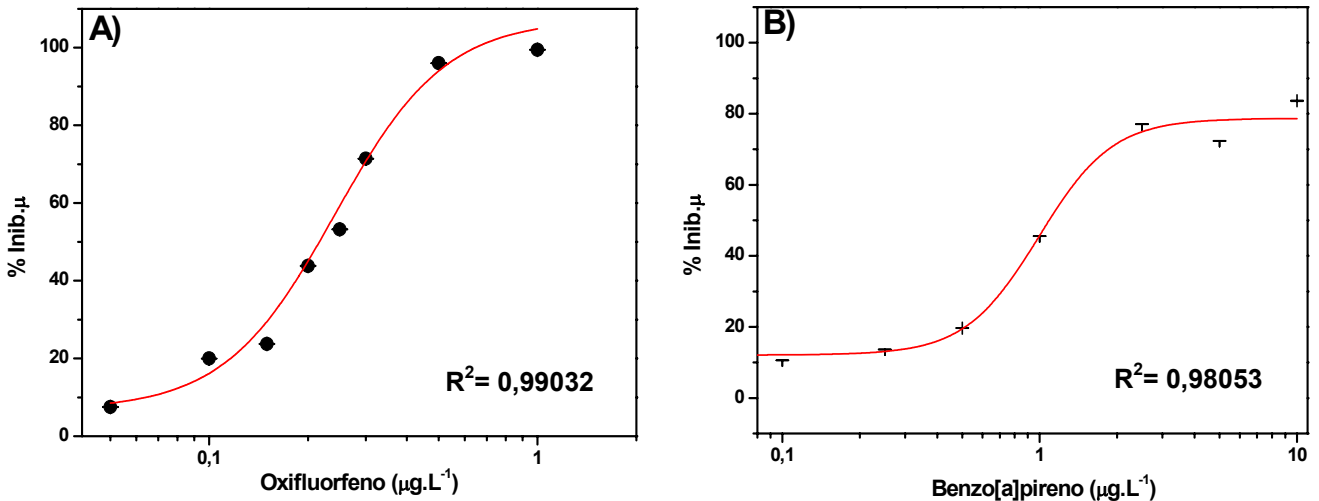 A)
% Inib.μ
100
80
60
40
20
0
R²= 0,99032
0,1
1
Oxifluorfeno (μg.L⁻¹)
B)
% Inib.μ
100
80
60
40
20
0
R²= 0,98053
0,1
1
10
Benzo[a]pireno (μg.L⁻¹)